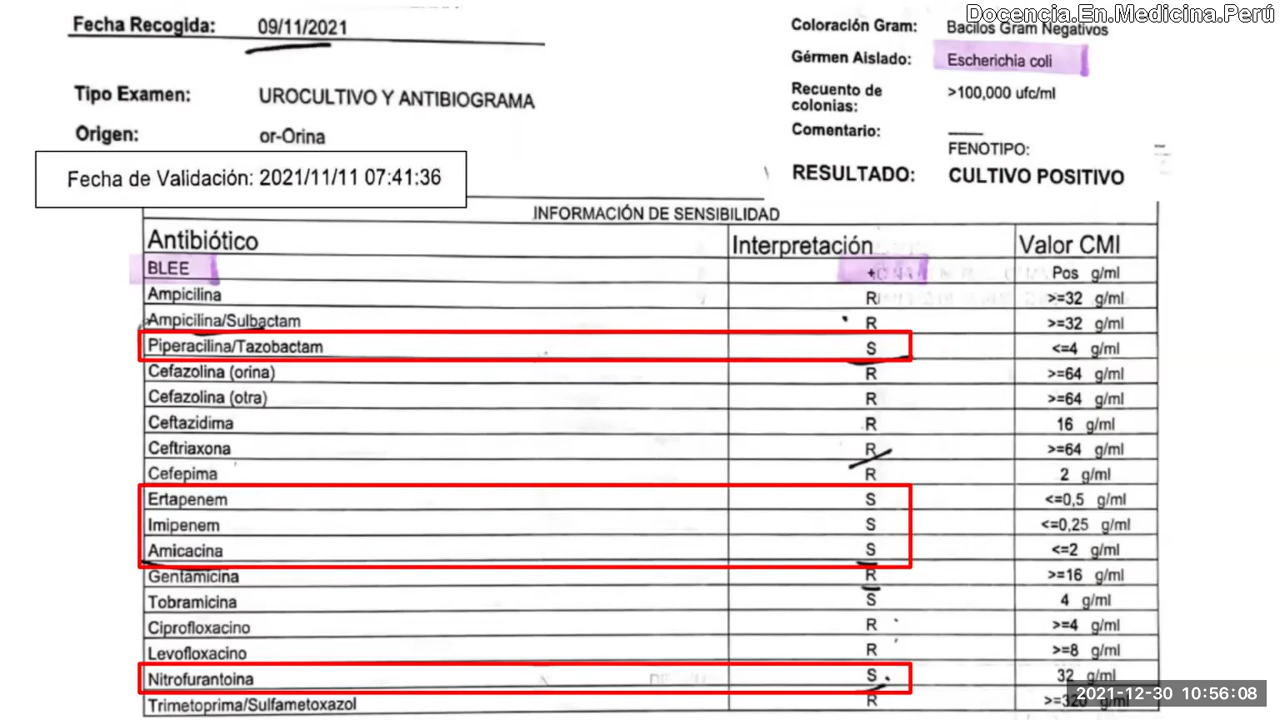 Docencia.En.Medicina.Perú
Fecha Recogida: 09/11/2021
Tipo Examen: UROCULTIVO Y ANTIBIOGRAMA
Origen: or-Orina
Fecha de Validación: 2021/11/11 07:41:36
Coloración Gram: Bacilos Gram Negativos
Gérmen Aislado: Escherichia coli
Recuento de colonias: >100,000 ufc/ml
Comentario:
FENOTIPO:
RESULTADO: CULTIVO POSITIVO
INFORMACIÓN DE SENSIBILIDAD
Antibiótico Interpretación Valor CMI
BLEE + Pos g/ml
Ampicilina R >=32 g/ml
Ampicilina/Sulbactam R >=32 g/ml
Piperacilina/Tazobactam S <=4 g/ml
Cefazolina (orina) R >=64 g/ml
Cefazolina (otra) R >=64 g/ml
Ceftazidima R 16 g/ml
Ceftriaxona R >=64 g/ml
Cefepima R 2 g/ml
Ertapenem S <=0,5 g/ml
Imipenem S <=0,25 g/ml
Amicacina S <=2 g/ml
Gentamicina R >=16 g/ml
Tobramicina S 4 g/ml
Ciprofloxacino R >=4 g/ml
Levofloxacino R >=8 g/ml
Nitrofurantoina S 32 g/ml
Trimetoprima/Sulfametoxazol R >=320 g/ml
2021-12-30 10:56:08